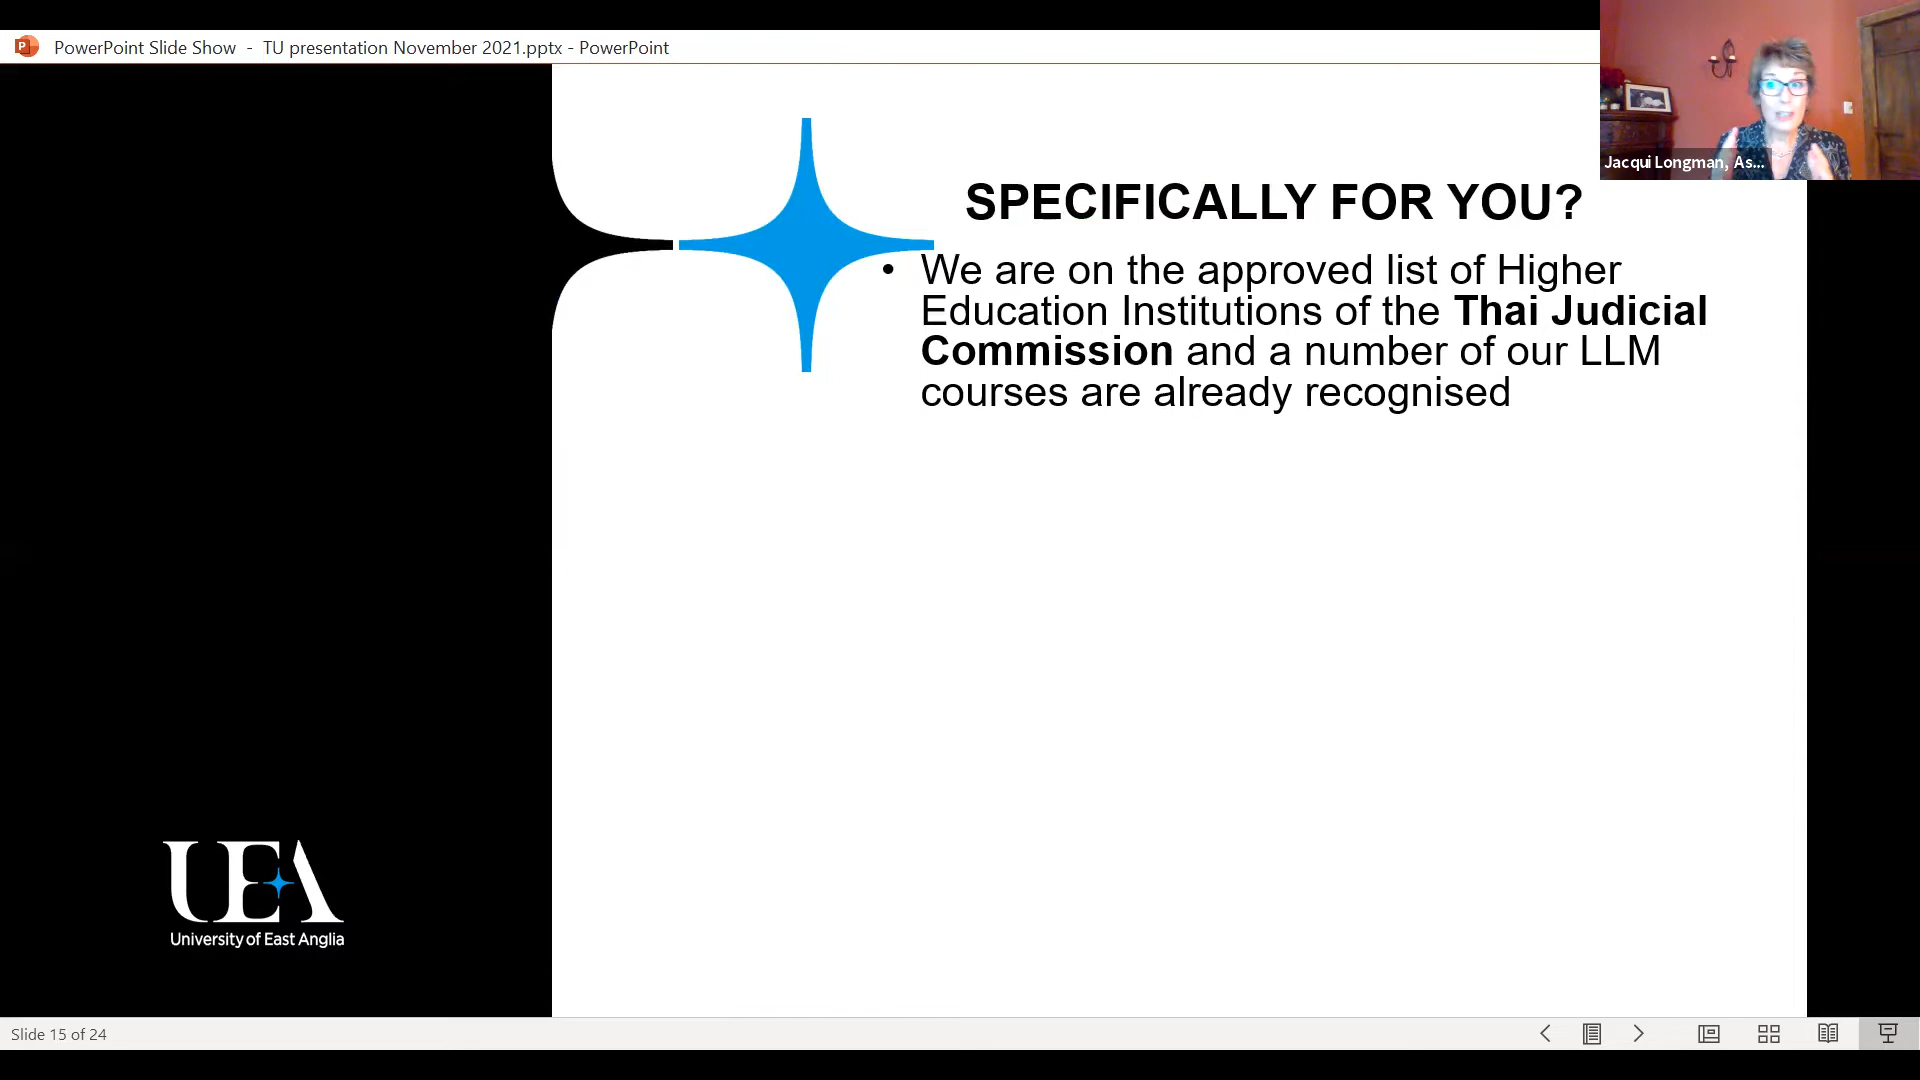 PowerPoint Slide Show - TU presentation November 2021.pptx - PowerPoint
Jacqui Longman, As...
SPECIFICALLY FOR YOU?
• We are on the approved list of Higher
Education Institutions of the Thai Judicial
Commission and a number of our LLM
courses are already recognised
UEA
University of East Anglia
Slide 15 of 24